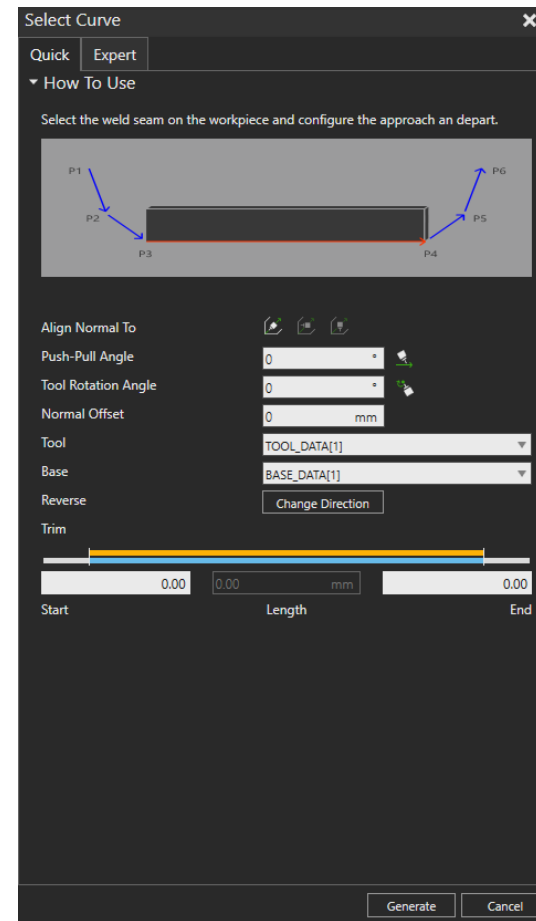 Select Curve
Quick Expert
How To Use
Select the weld seam on the workpiece and configure the approach an depart.
P1 P6
P2 P5
P3 P4
Align Normal To
Push-Pull Angle 0 °
Tool Rotation Angle 0 °
Normal Offset 0 mm
Tool TOOL_DATA[1]
Base BASE_DATA[1]
Reverse Change Direction
Trim
0.00 0.00 mm 0.00
Start Length End
Generate Cancel